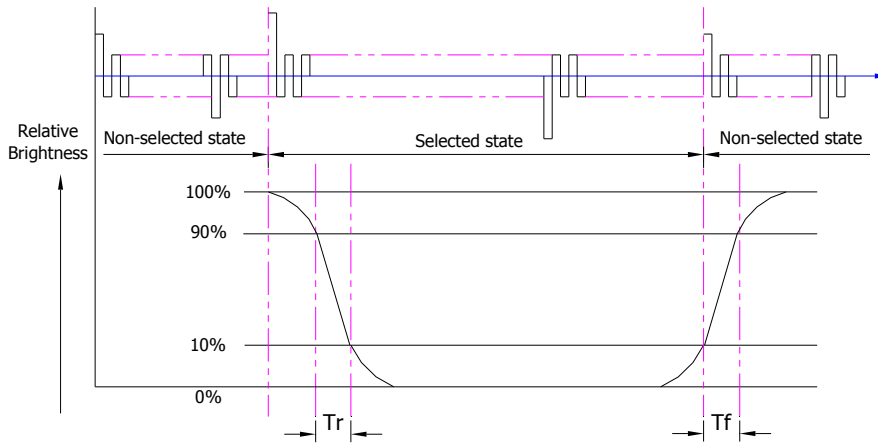 Relative
Brightness
Non-selected state
Selected state
Non-selected state
100%
90%
10%
0%
Tr
Tf